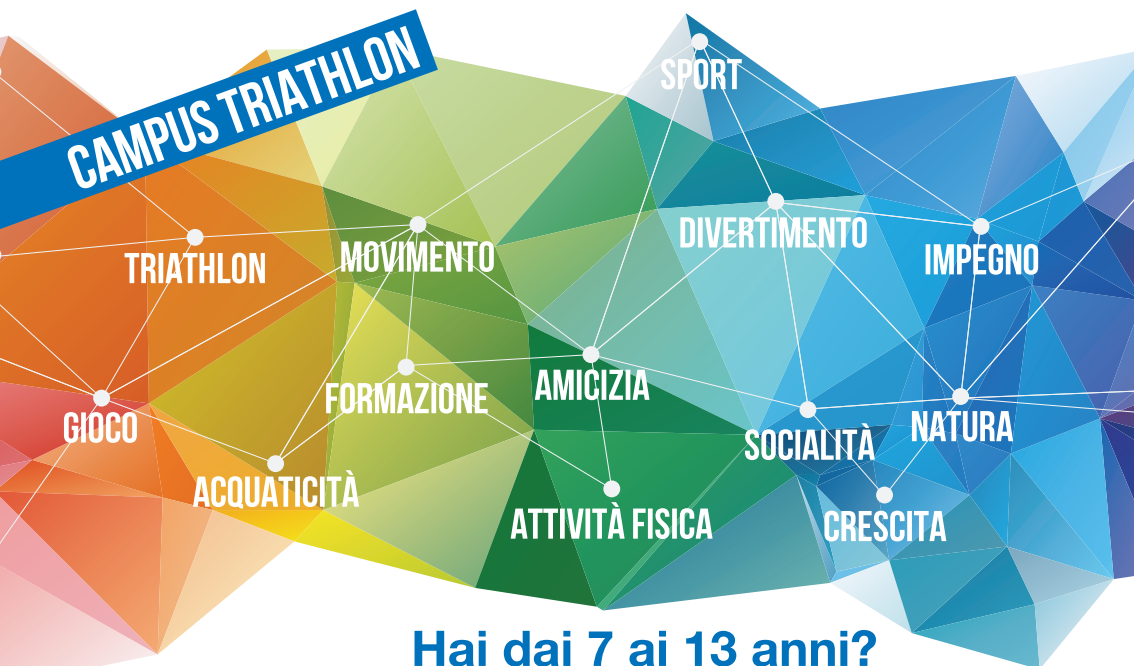 CAMPUS TRIATHLON
SPORT
DIVERTIMENTO
MOVIMENTO
IMPEGNO
TRIATHLON
AMICIZIA
FORMAZIONE
GIOCO
NATURA
SOCIALITÀ
ACQUATICITÀ
ATTIVITÀ FISICA
CRESCITA
Hai dai 7 ai 13 anni?